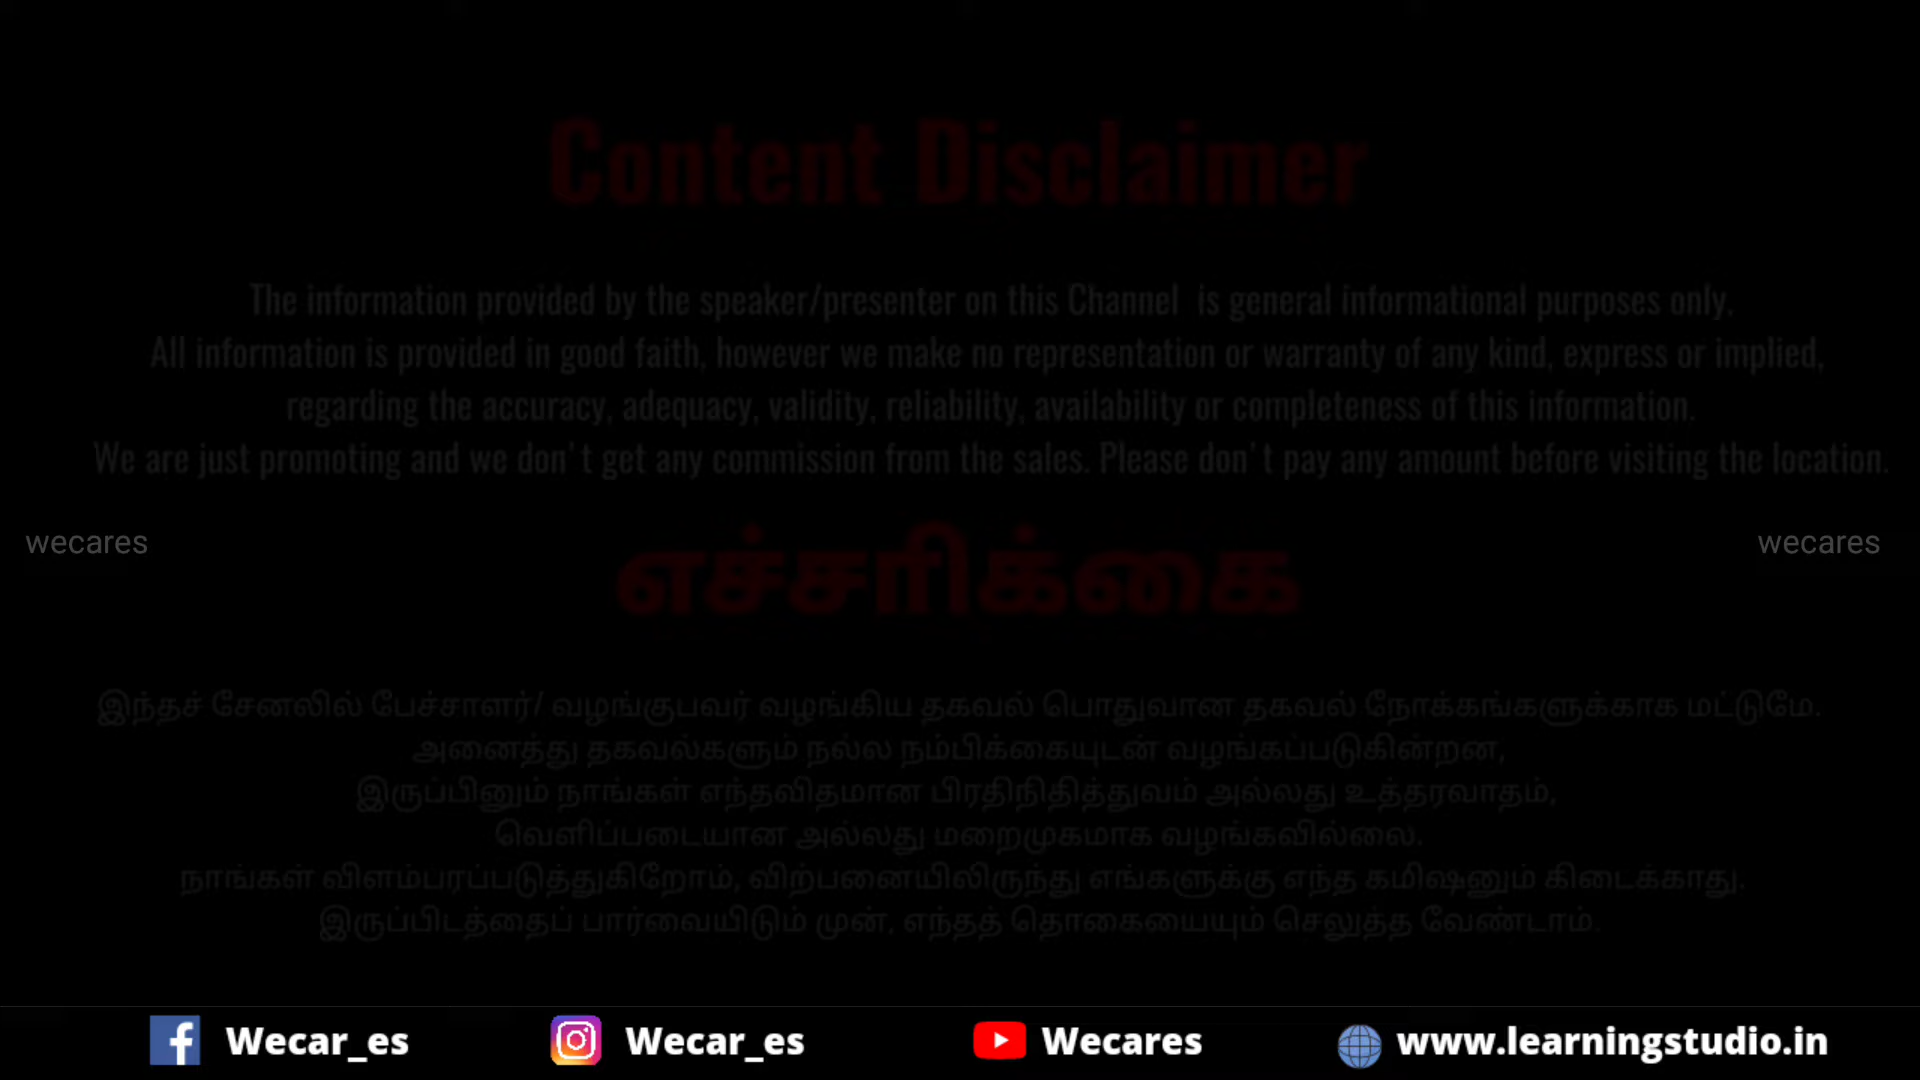 Content Disclaimer
The information provided by the speaker/presenter on this Channel is general informational purposes only.
All information is provided in good faith, however we make no representation or warranty of any kind, express or implied,
regarding the accuracy, adequacy, validity, reliability, availability or completeness of this information.
We are just promoting and we don't get any commission from the sales. Please don't pay any amount before visiting the location.
wecares
wecares
எச்சரிக்கை
இந்தச் சேனலில் பேச்சாளர்/ வழங்குபவர் வழங்கிய தகவல் பொதுவான தகவல் நோக்கங்களுக்காக மட்டுமே.
அனைத்து தகவல்களும் நல்ல நம்பிக்கையுடன் வழங்கப்படுகின்றன,
இருப்பினும் நாங்கள் எந்தவிதமான பிரதிநிதித்துவம் அல்லது உத்தரவாதம்,
வெளிப்படையான அல்லது மறைமுகமாக வழங்கவில்லை.
நாங்கள் விளம்பரப்படுத்துகிறோம், விற்பனையிலிருந்து எங்களுக்கு எந்த கமிஷனும் கிடைக்காது.
இருப்பிடத்தைப் பார்வையிடும் முன், எந்தத் தொகையையும் செலுத்த வேண்டாம்.
Wecar_es
Wecar_es
Wecares
www.learningstudio.in